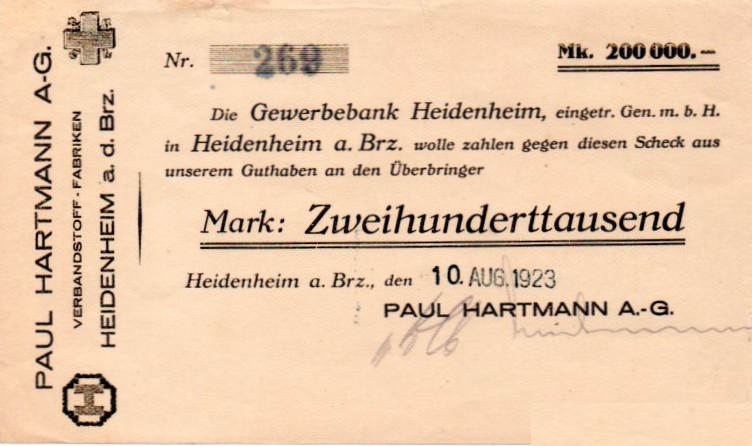 PAUL HARTMANN A-G.
VERBANDSTOFF-FABRIKEN
HEIDENHEIM a. d. Brz.
Nr. 269
Mk. 200 000.–
Die Gewerbebank Heidenheim, eingetr. Gen. m. b. H.
in Heidenheim a. Brz. wolle zahlen gegen diesen Scheck aus
unserem Guthaben an den Überbringer
Mark: Zweihunderttausend
Heidenheim a. Brz., den 10. AUG. 1923
PAUL HARTMANN A.-G.